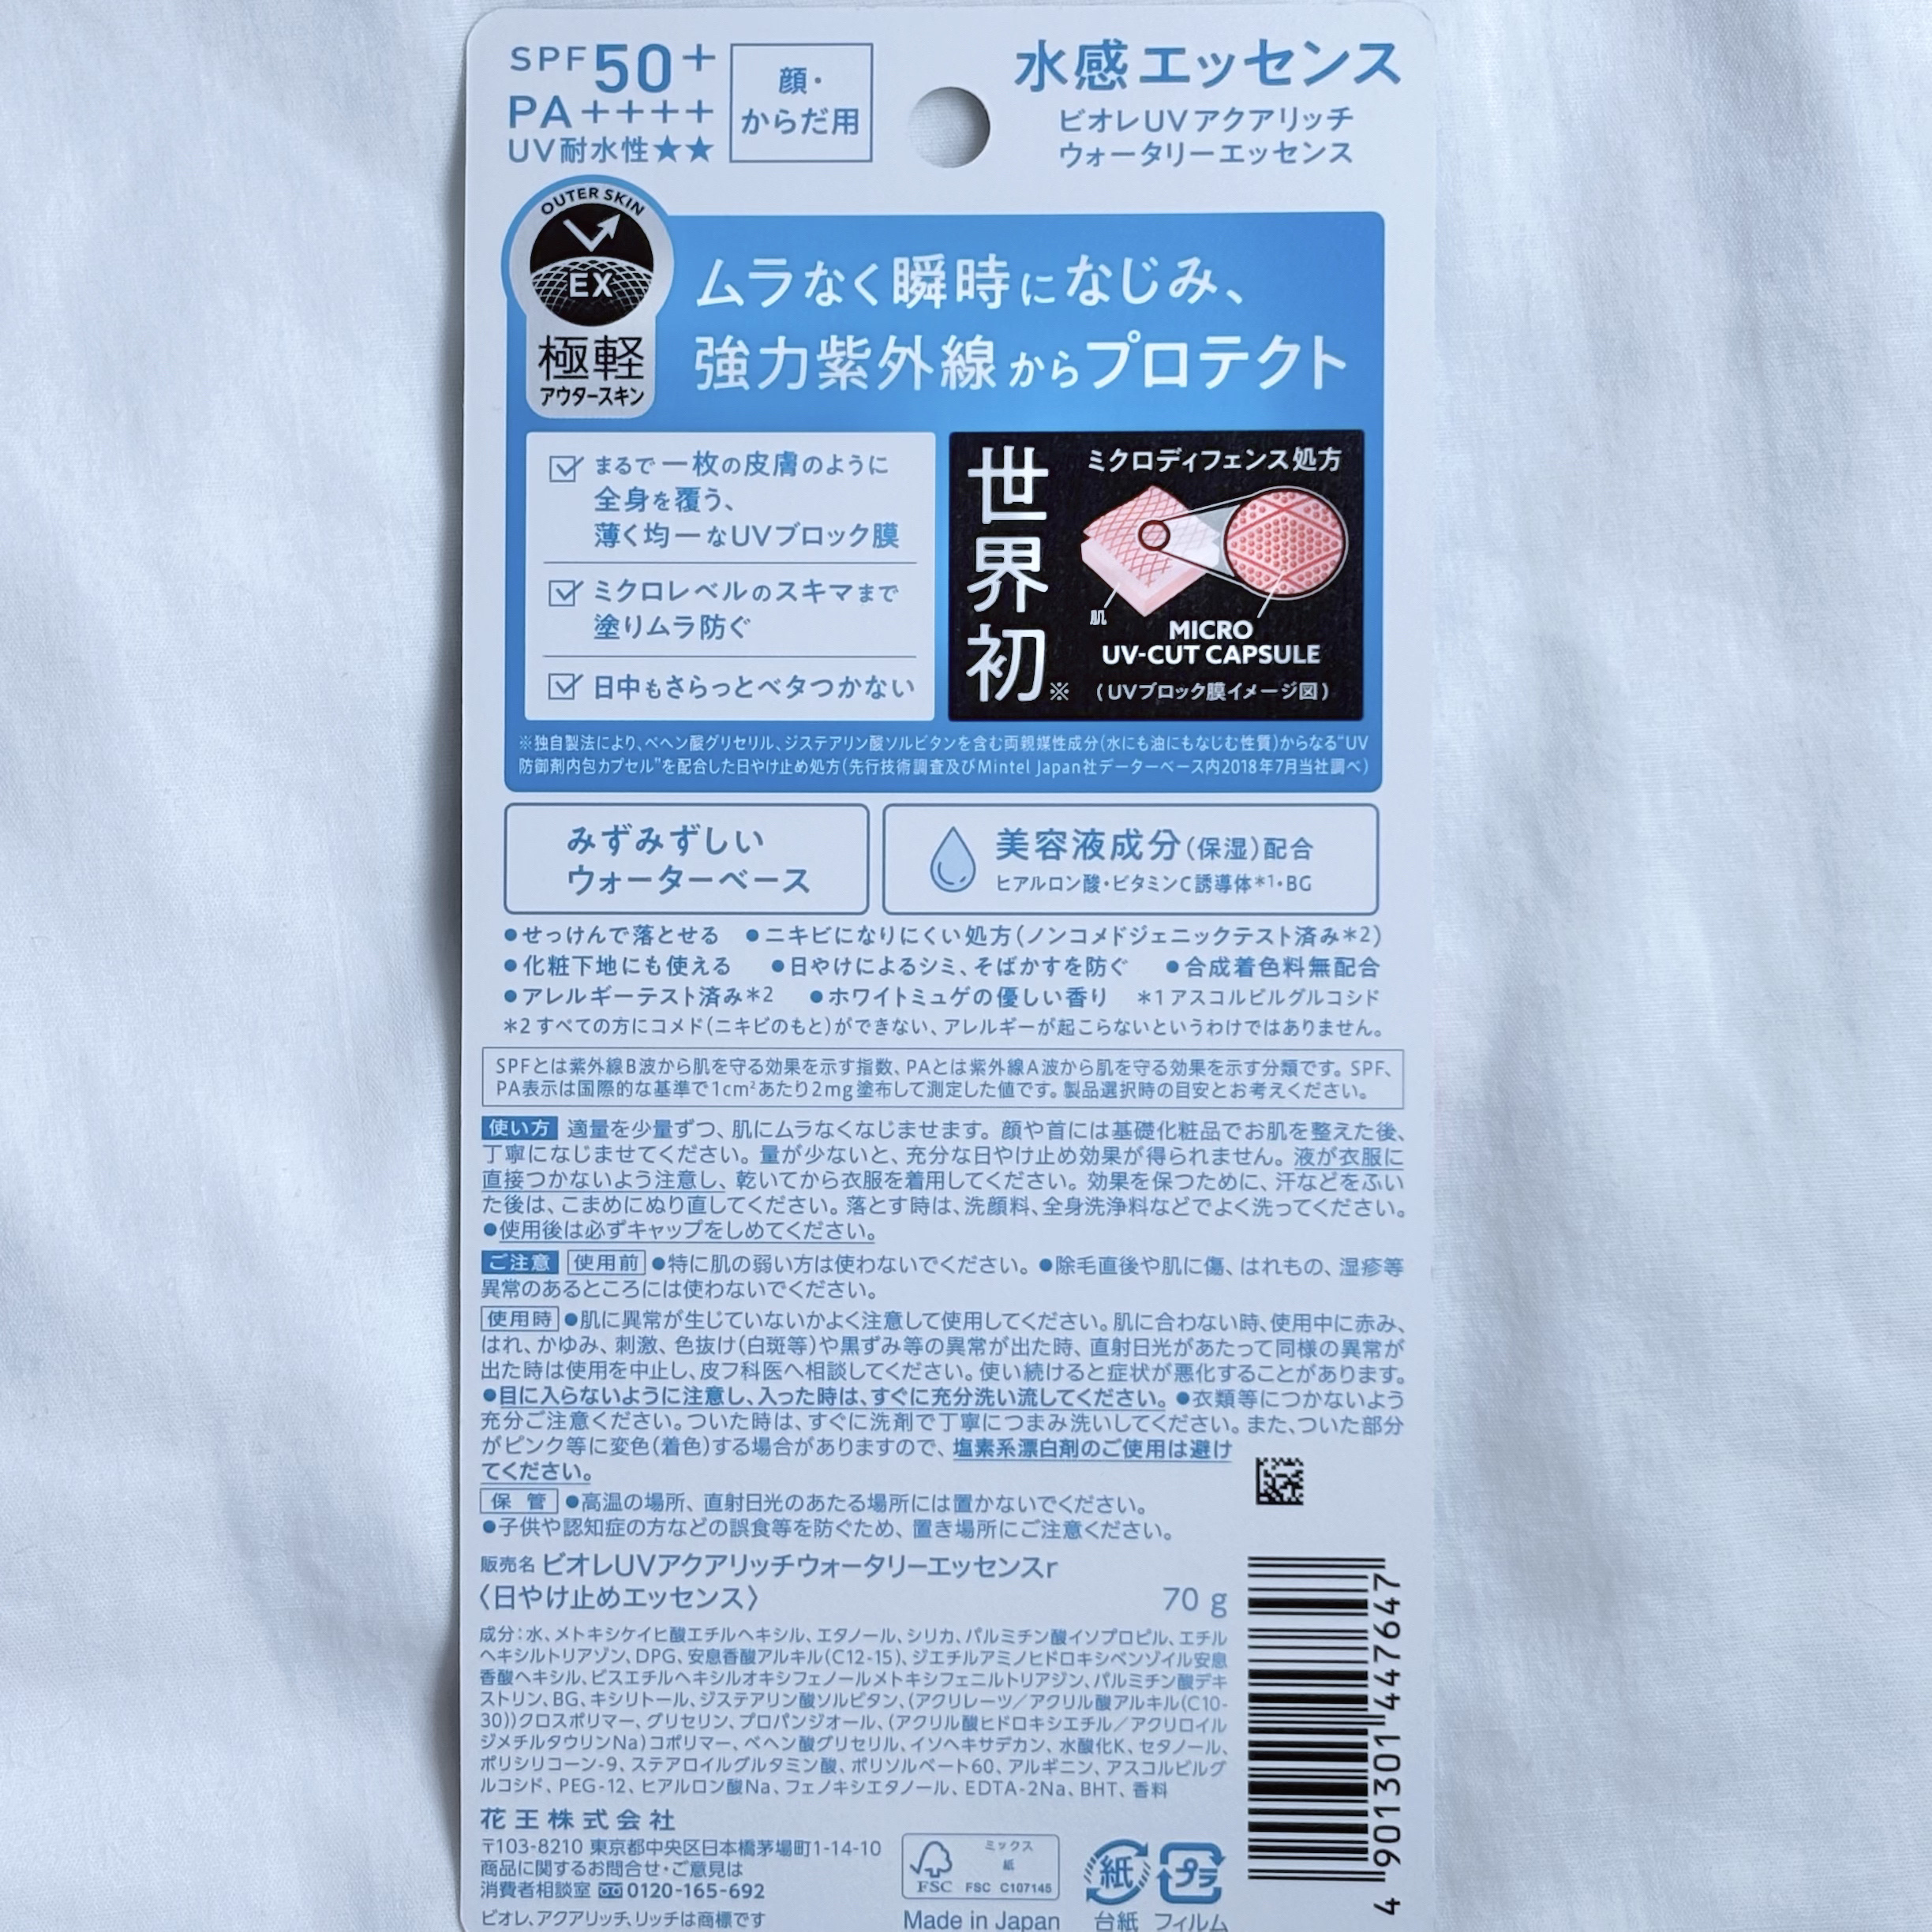 SPF50+
PA++++
UV耐水性★★
顔・
からだ用
水感エッセンス
ビオレUVアクアリッチ
ウォータリーエッセンス
OUTER SKIN
EX
極軽
アウタースキン
ムラなく瞬時になじみ、
強力紫外線からプロテクト
まるで一枚の皮膚のように
全身を覆う、
薄く均一なUVブロック膜
ミクロレベルのスキマまで
塗りムラ防ぐ
日中もさらっとベタつかない
世界初※
ミクロディフェンス処方
肌
MICRO
UV-CUT CAPSULE
(UVブロック膜イメージ図)
※独自製法により、ベヘン酸グリセリル、ジステアリン酸ソルビタンを含む両親媒性成分(水にも油にもなじむ性質)からなる"UV
防御剤内包カプセル"を配合した日やけ止め処方(先行技術調査及びMintel Japan社データーベース内2018年7月当社調べ)
みずみずしい
ウォーターベース
美容液成分(保湿)配合
ヒアルロン酸・ビタミンC誘導体*1・BG
●せっけんで落とせる ●ニキビになりにくい処方(ノンコメドジェニックテスト済み*2)
●化粧下地にも使える ●日やけによるシミ、そばかすを防ぐ ●合成着色料無配合
●アレルギーテスト済み*2 ●ホワイトミュゲの優しい香り *1 アスコルビルグルコシド
*2 すべての方にコメド(ニキビのもと)ができない、アレルギーが起こらないというわけではありません。
SPFとは紫外線B波から肌を守る効果を示す指数、PAとは紫外線A波から肌を守る効果を示す分類です。SPF、
PA表示は国際的な基準で1cm²あたり2mg塗布して測定した値です。製品選択時の目安とお考えください。
使い方 適量を少量ずつ、肌にムラなくなじませます。顔や首には基礎化粧品でお肌を整えた後、
丁寧になじませてください。量が少ないと、充分な日やけ止め効果が得られません。液が衣服に
直接つかないよう注意し、乾いてから衣服を着用してください。効果を保つために、汗などをふい
た後は、こまめにぬり直してください。落とす時は、洗顔料、全身洗浄料などでよく洗ってください。
●使用後は必ずキャップをしめてください。
ご注意 使用前 ●特に肌の弱い方は使わないでください。●除毛直後や肌に傷、はれもの、湿疹等
異常のあるところには使わないでください。
使用時 ●肌に異常が生じていないかよく注意して使用してください。肌に合わない時、使用中に赤み、
はれ、かゆみ、刺激、色抜け(白斑等)や黒ずみ等の異常が出た時、直射日光があたって同様の異常が
出た時は使用を中止し、皮フ科医へ相談してください。使い続けると症状が悪化することがあります。
●目に入らないように注意し、入った時は、すぐに充分洗い流してください。●衣類等につかないよう
充分ご注意ください。ついた時は、すぐに洗剤で丁寧につまみ洗いしてください。また、ついた部分
がピンク等に変色(着色)する場合がありますので、塩素系漂白剤のご使用は避け
てください。
保 管 ●高温の場所、直射日光のあたる場所には置かないでください。
●子供や認知症の方などの誤食等を防ぐため、置き場所にご注意ください。
販売名 ビオレUVアクアリッチウォータリーエッセンスr
〈日やけ止めエッセンス〉 70 g
成分：水、メトキシケイヒ酸エチルヘキシル、エタノール、シリカ、パルミチン酸イソプロピル、エチル
ヘキシルトリアゾン、DPG、安息香酸アルキル(C12-15)、ジエチルアミノヒドロキシベンゾイル安息
香酸ヘキシル、ビスエチルヘキシルオキシフェノールメトキシフェニルトリアジン、パルミチン酸デキ
ストリン、BG、キシリトール、ジステアリン酸ソルビタン、(アクリレーツ／アクリル酸アルキル(C10-
30))クロスポリマー、グリセリン、プロパンジオール、(アクリル酸ヒドロキシエチル／アクリロイル
ジメチルタウリンNa)コポリマー、ベヘン酸グリセリル、イソヘキサデカン、水酸化K、セタノール、
ポリシリコーン-9、ステアロイルグルタミン酸、ポリソルベート60、アルギニン、アスコルビルグ
ルコシド、PEG-12、ヒアルロン酸Na、フェノキシエタノール、EDTA-2Na、BHT、香料
花王株式会社
〒103-8210 東京都中央区日本橋茅場町1-14-10
商品に関するお問合せ・ご意見は
消費者相談室 0120-165-692
ビオレ、アクアリッチ、リッチは商標です
FSC
ミックス
紙
FSC C107145
Made in Japan
紙
台紙
プラ
フィルム
4 901301 447647